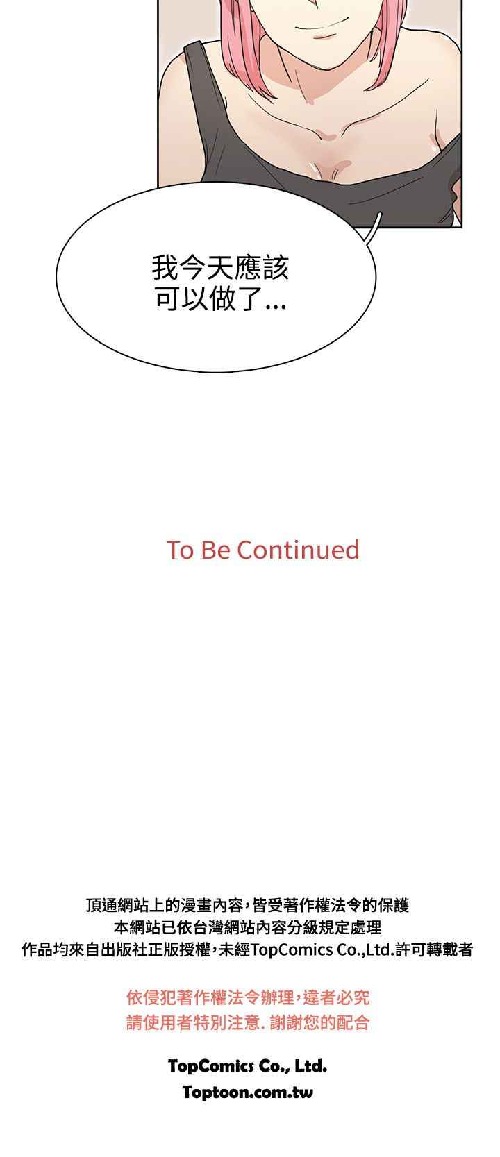 我今天應該
可以做了...
To Be Continued
頂通網站上的漫畫內容,皆受著作權法令的保護
本網站已依台灣網站內容分級規定處理
作品均來自出版社正版授權,未經TopComics Co.,Ltd.許可轉載者
依侵犯著作權法令辦理,違者必究
請使用者特別注意. 謝謝您的配合
TopComics Co., Ltd.
Toptoon.com.tw